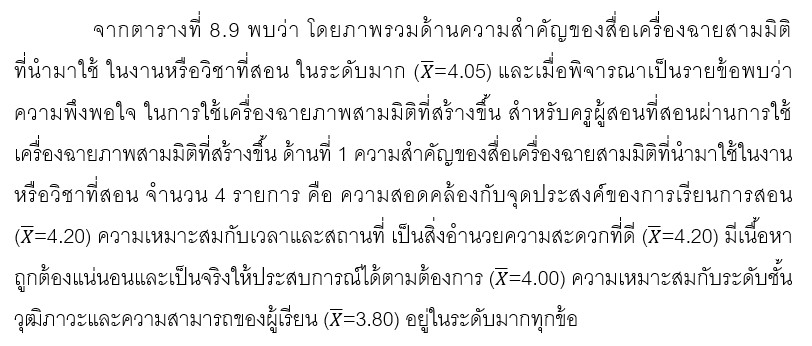 จากตารางที่ 8.9 พบว่า โดยภาพรวมด้านความสำคัญของสื่อเครื่องฉายสามมิติ
ที่นำมาใช้ ในงานหรือวิชาที่สอน ในระดับมาก (X̅=4.05) และเมื่อพิจารณาเป็นรายข้อพบว่า
ความพึงพอใจ ในการใช้เครื่องฉายภาพสามมิติที่สร้างขึ้น สำหรับครูผู้สอนที่สอนผ่านการใช้
เครื่องฉายภาพสามมิติที่สร้างขึ้น ด้านที่ 1 ความสำคัญของสื่อเครื่องฉายสามมิติที่นำมาใช้ในงาน
หรือวิชาที่สอน จำนวน 4 รายการ คือ ความสอดคล้องกับจุดประสงค์ของการเรียนการสอน
(X̅=4.20) ความเหมาะสมกับเวลาและสถานที่ เป็นสิ่งอำนวยความสะดวกที่ดี (X̅=4.20) มีเนื้อหา
ถูกต้องแน่นอนและเป็นจริงให้ประสบการณ์ได้ตามต้องการ (X̅=4.00) ความเหมาะสมกับระดับชั้น
วุฒิภาวะและความสามารถของผู้เรียน (X̅=3.80) อยู่ในระดับมากทุกข้อ